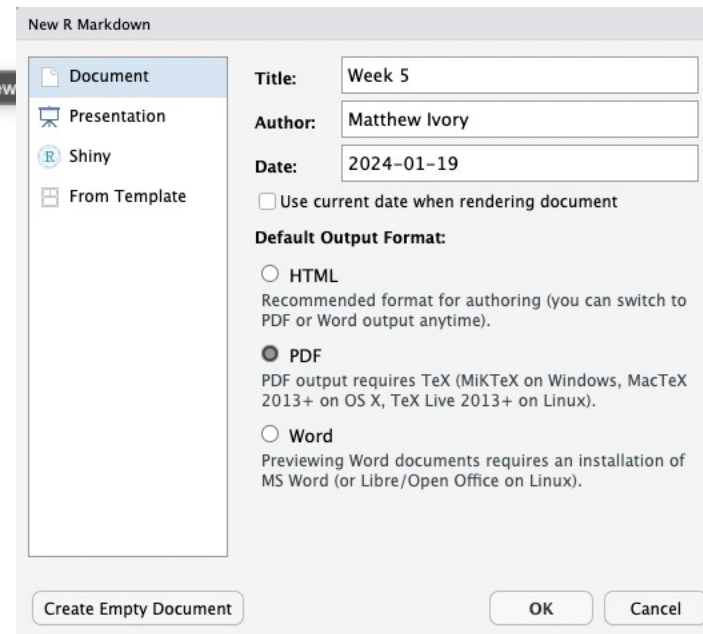 New R Markdown
ew
Document
Presentation
R Shiny
From Template
Title: Week 5
Author: Matthew Ivory
Date: 2024-01-19
Use current date when rendering document
Default Output Format:
HTML
Recommended format for authoring (you can switch to
PDF or Word output anytime).
PDF
PDF output requires TeX (MiKTeX on Windows, MacTeX
2013+ on OS X, TeX Live 2013+ on Linux).
Word
Previewing Word documents requires an installation of
MS Word (or Libre/Open Office on Linux).
Create Empty Document OK Cancel